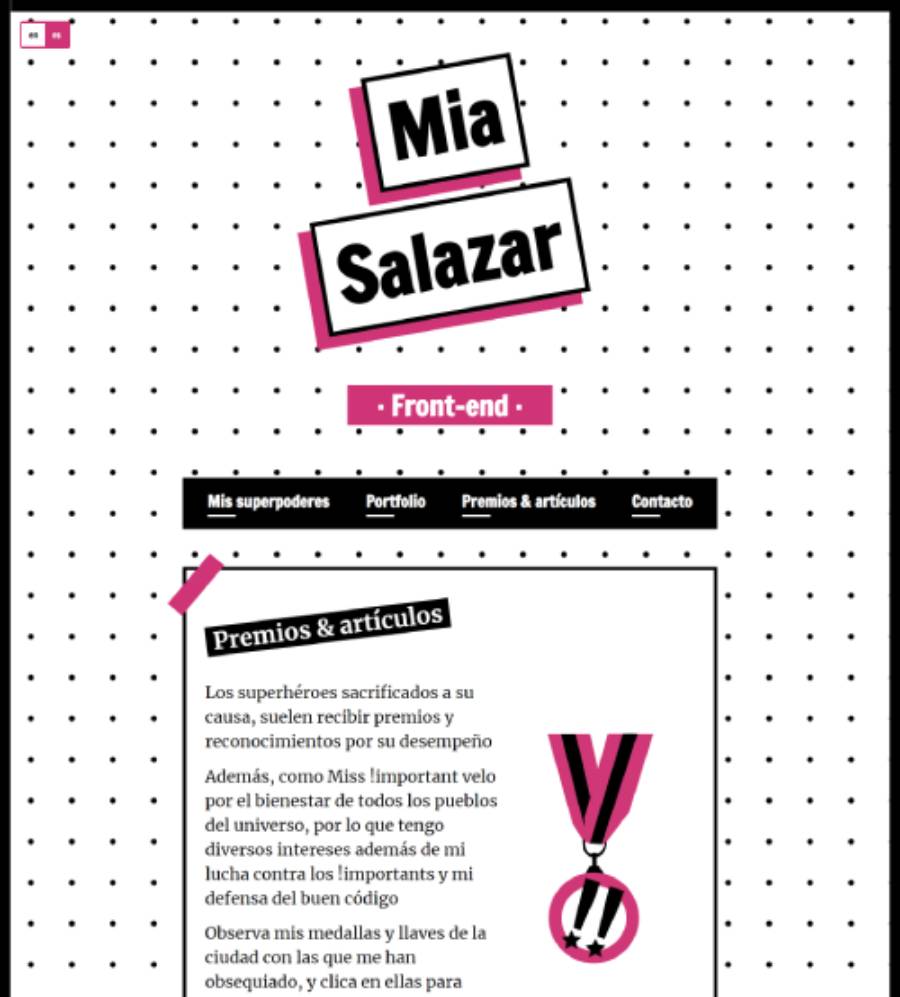 en es
Mia
Salazar
· Front-end ·
Mis superpoderes Portfolio Premios & artículos Contacto
Premios & artículos
Los superhéroes sacrificados a su
causa, suelen recibir premios y
reconocimientos por su desempeño
Además, como Miss !important velo
por el bienestar de todos los pueblos
del universo, por lo que tengo
diversos intereses además de mi
lucha contra los !importants y mi
defensa del buen código
Observa mis medallas y llaves de la
ciudad con las que me han
obsequiado, y clica en ellas para